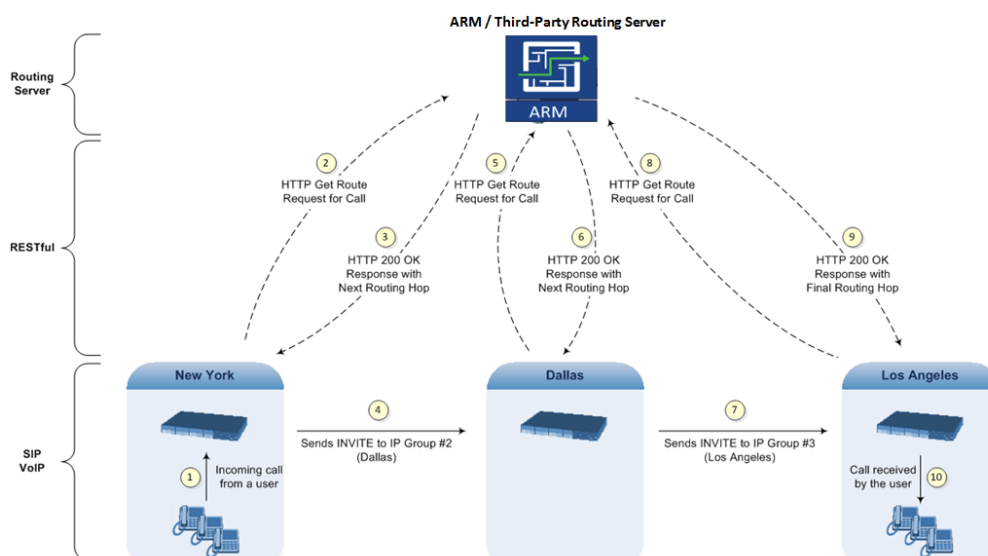 ARM / Third-Party Routing Server
ARM
Routing
Server
2
HTTP Get Route
Request for Call
5
HTTP Get Route
Request for Call
8
HTTP Get Route
Request for Call
RESTful
3
HTTP 200 OK
Response with
Next Routing Hop
6
HTTP 200 OK
Response with
Next Routing Hop
9
HTTP 200 OK
Response with
Final Routing Hop
New York
Dallas
Los Angeles
SIP
VoIP
4
Sends INVITE to IP Group #2
(Dallas)
7
Sends INVITE to IP Group #3
(Los Angeles)
1
Incoming call
from a user
Call received
by the user
10